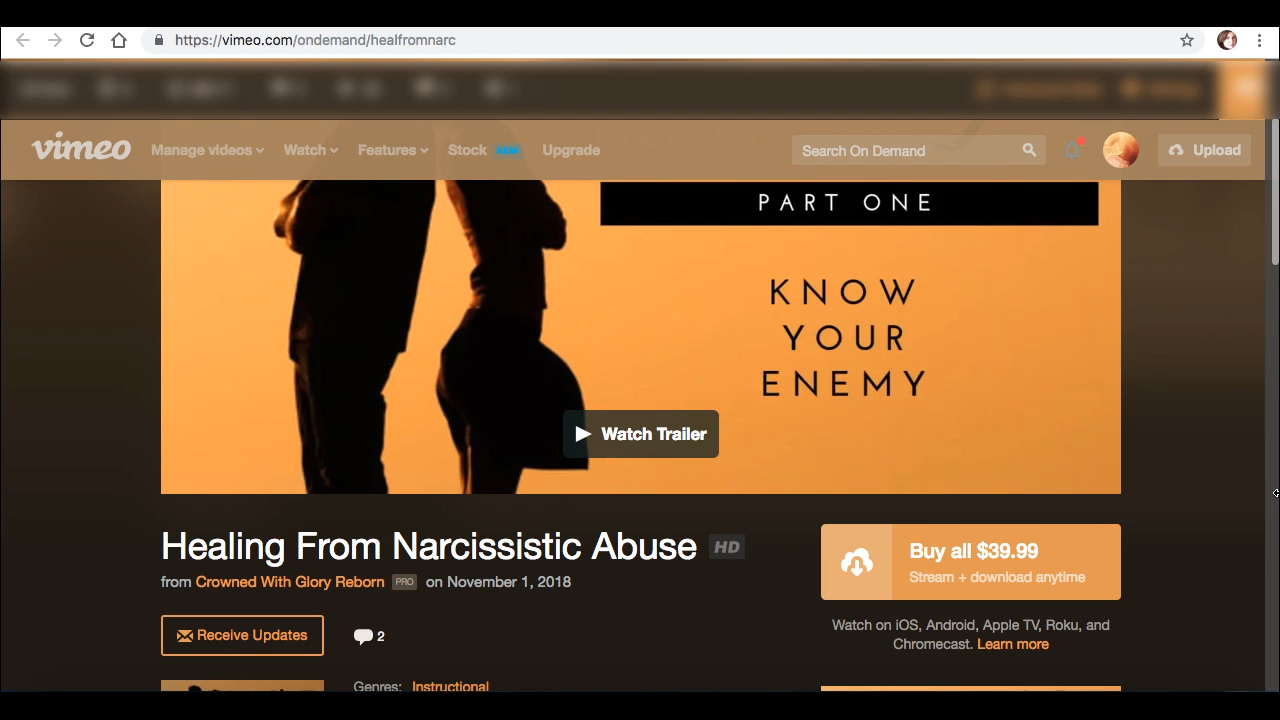 https://vimeo.com/ondemand/healfromnarc
vimeo Manage videos Watch Features Stock NEW Upgrade Search On Demand Upload
PART ONE
KNOW
YOUR
ENEMY
Watch Trailer
Healing From Narcissistic Abuse HD
from Crowned With Glory Reborn PRO on November 1, 2018
Receive Updates 2
Genres: Instructional
Buy all $39.99
Stream + download anytime
Watch on iOS, Android, Apple TV, Roku, and
Chromecast. Learn more